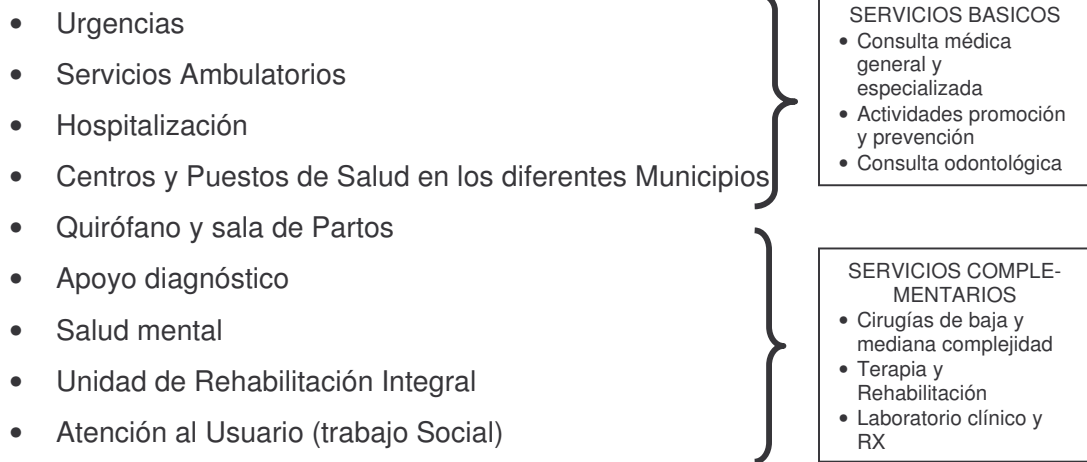 • Urgencias
• Servicios Ambulatorios
• Hospitalización
• Centros y Puestos de Salud en los diferentes Municipios
• Quirófano y sala de Partos
• Apoyo diagnóstico
• Salud mental
• Unidad de Rehabilitación Integral
• Atención al Usuario (trabajo Social)
SERVICIOS BASICOS
• Consulta médica
general y
especializada
• Actividades promoción
y prevención
• Consulta odontológica
SERVICIOS COMPLE-
MENTARIOS
• Cirugías de baja y
mediana complejidad
• Terapia y
Rehabilitación
• Laboratorio clínico y
RX